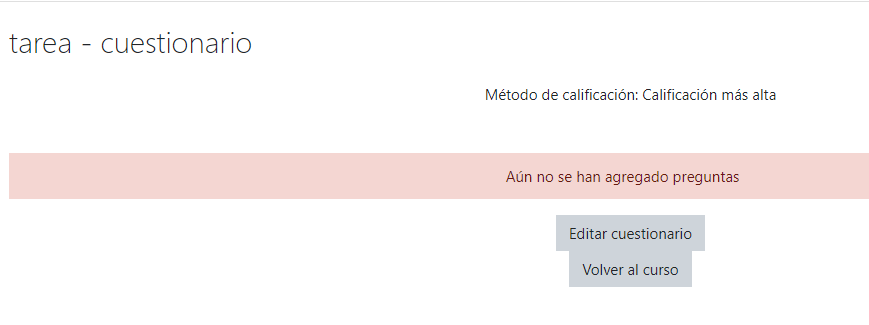 tarea - cuestionario
Método de calificación: Calificación más alta
Aún no se han agregado preguntas
Editar cuestionario
Volver al curso